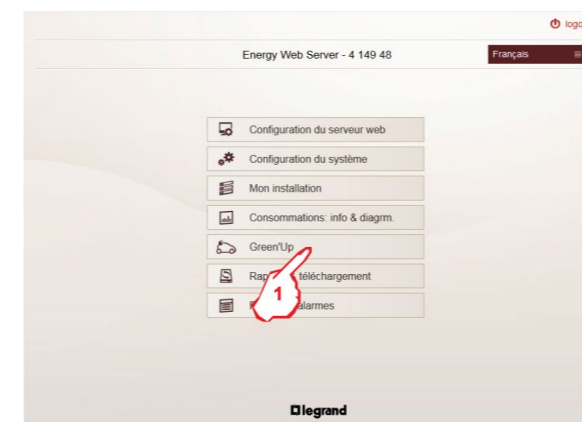 logo
Energy Web Server - 4 149 48
Français
Configuration du serveur web
Configuration du système
Mon installation
Consommations: info & diagrm.
Green'Up
téléchargement
1
alarmes
legrand